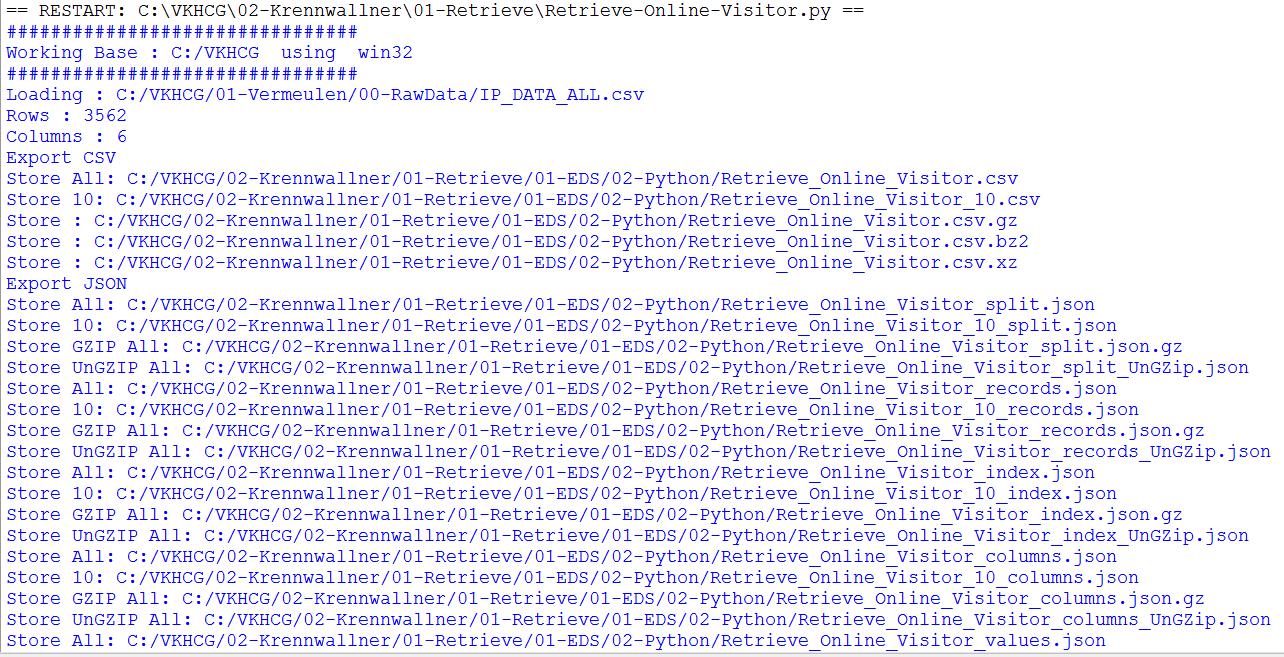 == RESTART: C:\VKHCG\02-Krennwallner\01-Retrieve\Retrieve-Online-Visitor.py ==
################################
Working Base : C:/VKHCG  using  win32
################################
Loading : C:/VKHCG/01-Vermeulen/00-RawData/IP_DATA_ALL.csv
Rows : 3562
Columns : 6
Export CSV
Store All: C:/VKHCG/02-Krennwallner/01-Retrieve/01-EDS/02-Python/Retrieve_Online_Visitor.csv
Store 10: C:/VKHCG/02-Krennwallner/01-Retrieve/01-EDS/02-Python/Retrieve_Online_Visitor_10.csv
Store : C:/VKHCG/02-Krennwallner/01-Retrieve/01-EDS/02-Python/Retrieve_Online_Visitor.csv.gz
Store : C:/VKHCG/02-Krennwallner/01-Retrieve/01-EDS/02-Python/Retrieve_Online_Visitor.csv.bz2
Store : C:/VKHCG/02-Krennwallner/01-Retrieve/01-EDS/02-Python/Retrieve_Online_Visitor.csv.xz
Export JSON
Store All: C:/VKHCG/02-Krennwallner/01-Retrieve/01-EDS/02-Python/Retrieve_Online_Visitor_split.json
Store 10: C:/VKHCG/02-Krennwallner/01-Retrieve/01-EDS/02-Python/Retrieve_Online_Visitor_10_split.json
Store GZIP All: C:/VKHCG/02-Krennwallner/01-Retrieve/01-EDS/02-Python/Retrieve_Online_Visitor_split.json.gz
Store UnGZIP All: C:/VKHCG/02-Krennwallner/01-Retrieve/01-EDS/02-Python/Retrieve_Online_Visitor_split_UnGZip.json
Store All: C:/VKHCG/02-Krennwallner/01-Retrieve/01-EDS/02-Python/Retrieve_Online_Visitor_records.json
Store 10: C:/VKHCG/02-Krennwallner/01-Retrieve/01-EDS/02-Python/Retrieve_Online_Visitor_10_records.json
Store GZIP All: C:/VKHCG/02-Krennwallner/01-Retrieve/01-EDS/02-Python/Retrieve_Online_Visitor_records.json.gz
Store UnGZIP All: C:/VKHCG/02-Krennwallner/01-Retrieve/01-EDS/02-Python/Retrieve_Online_Visitor_records_UnGZip.json
Store All: C:/VKHCG/02-Krennwallner/01-Retrieve/01-EDS/02-Python/Retrieve_Online_Visitor_index.json
Store 10: C:/VKHCG/02-Krennwallner/01-Retrieve/01-EDS/02-Python/Retrieve_Online_Visitor_10_index.json
Store GZIP All: C:/VKHCG/02-Krennwallner/01-Retrieve/01-EDS/02-Python/Retrieve_Online_Visitor_index.json.gz
Store UnGZIP All: C:/VKHCG/02-Krennwallner/01-Retrieve/01-EDS/02-Python/Retrieve_Online_Visitor_index_UnGZip.json
Store All: C:/VKHCG/02-Krennwallner/01-Retrieve/01-EDS/02-Python/Retrieve_Online_Visitor_columns.json
Store 10: C:/VKHCG/02-Krennwallner/01-Retrieve/01-EDS/02-Python/Retrieve_Online_Visitor_10_columns.json
Store GZIP All: C:/VKHCG/02-Krennwallner/01-Retrieve/01-EDS/02-Python/Retrieve_Online_Visitor_columns.json.gz
Store UnGZIP All: C:/VKHCG/02-Krennwallner/01-Retrieve/01-EDS/02-Python/Retrieve_Online_Visitor_columns_UnGZip.json
Store All: C:/VKHCG/02-Krennwallner/01-Retrieve/01-EDS/02-Python/Retrieve_Online_Visitor_values.json